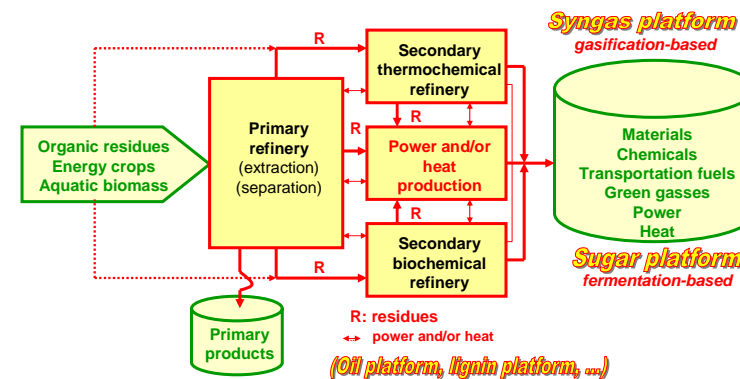 Syngas platform
gasification-based
R
Secondary
thermochemical
refinery
Organic residues
Energy crops
Aquatic biomass
Primary
refinery
(extraction)
(separation)
R
R
Power and/or
heat
production
Materials
Chemicals
Transportation fuels
Green gasses
Power
Heat
R
R
Secondary
biochemical
refinery
Sugar platform
fermentation-based
Primary
products
R: residues
power and/or heat
(Oil platform, lignin platform, ...)